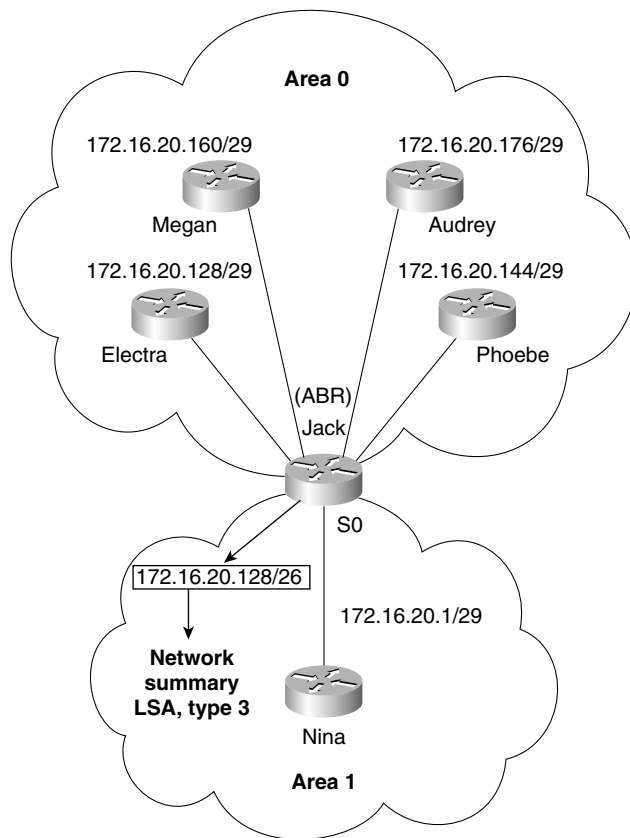 Area 0
172.16.20.160/29
172.16.20.176/29
Megan
Audrey
172.16.20.128/29
172.16.20.144/29
Electra
Phoebe
(ABR)
Jack
S0
172.16.20.128/26
172.16.20.1/29
Network
summary
LSA, type 3
Nina
Area 1